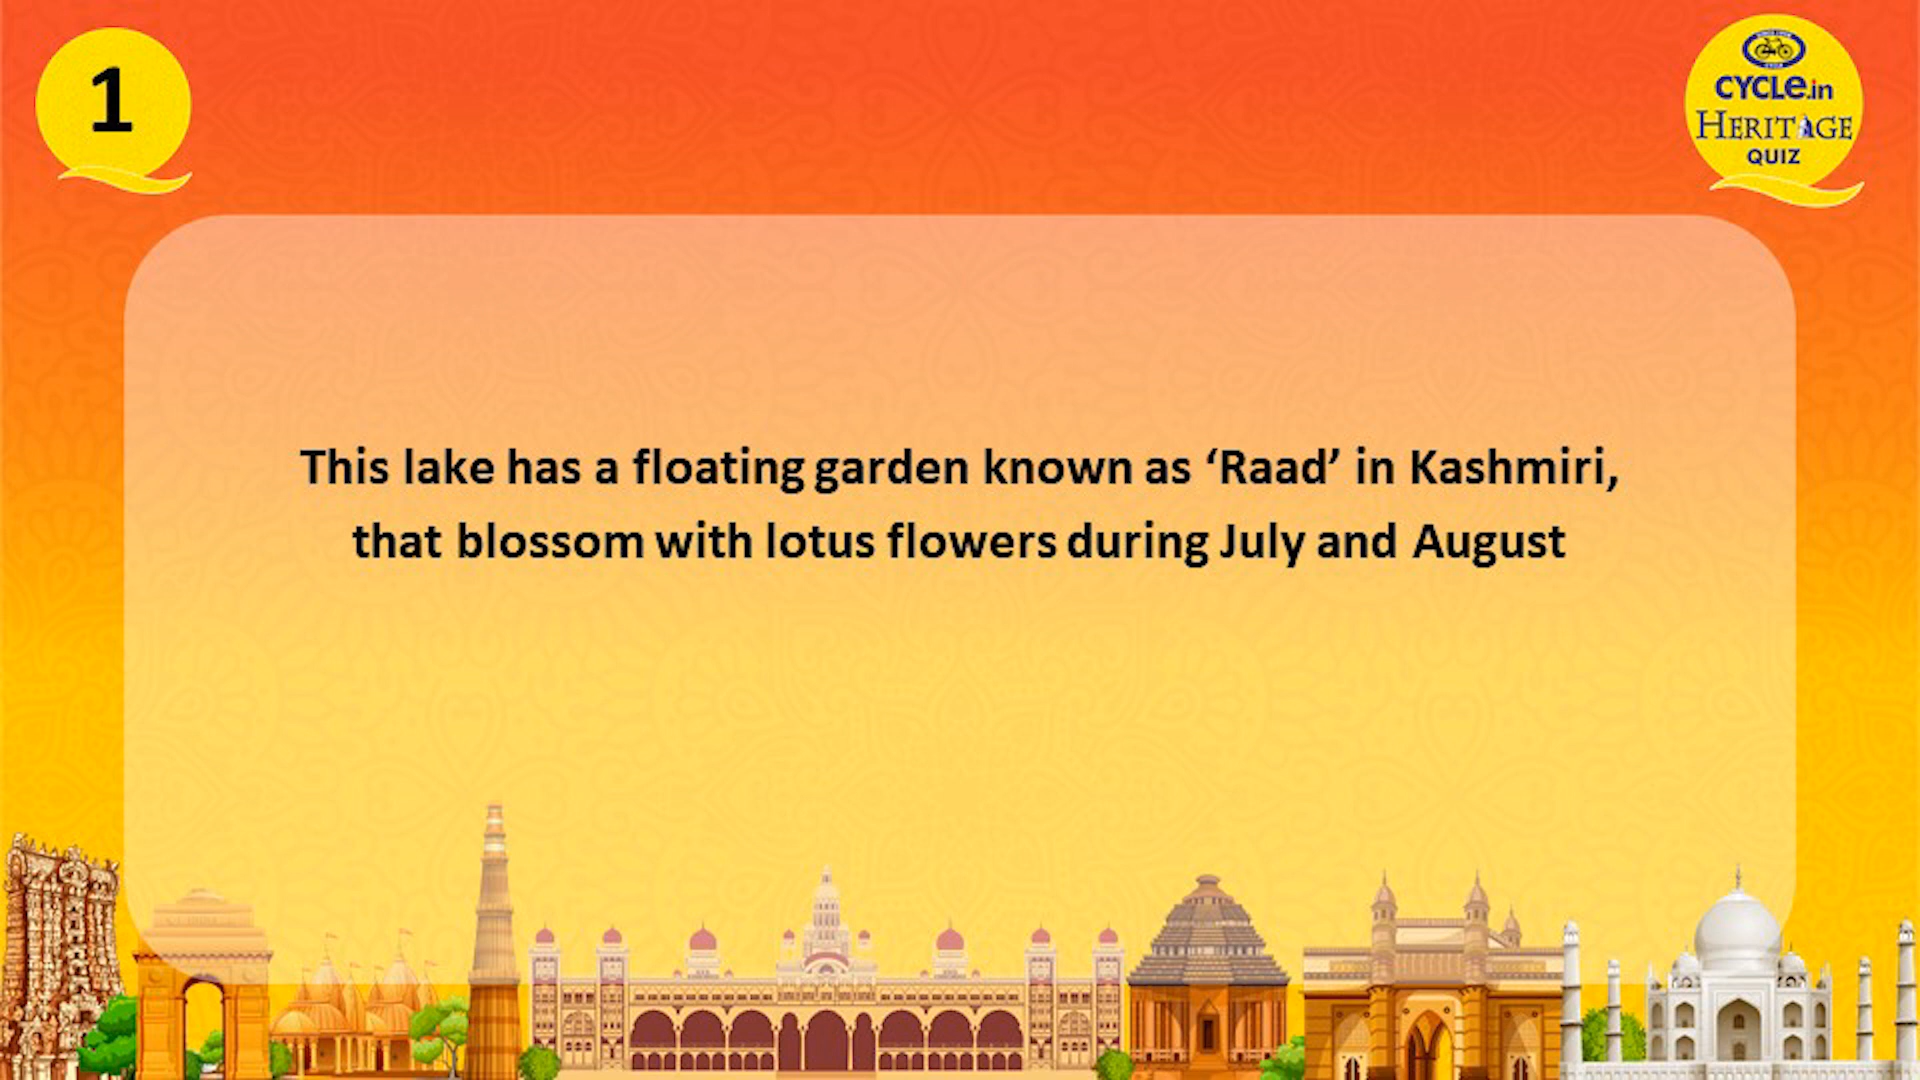 1
CYCLE.in
HERITAGE
QUIZ
This lake has a floating garden known as ‘Raad’ in Kashmiri,
that blossom with lotus flowers during July and August